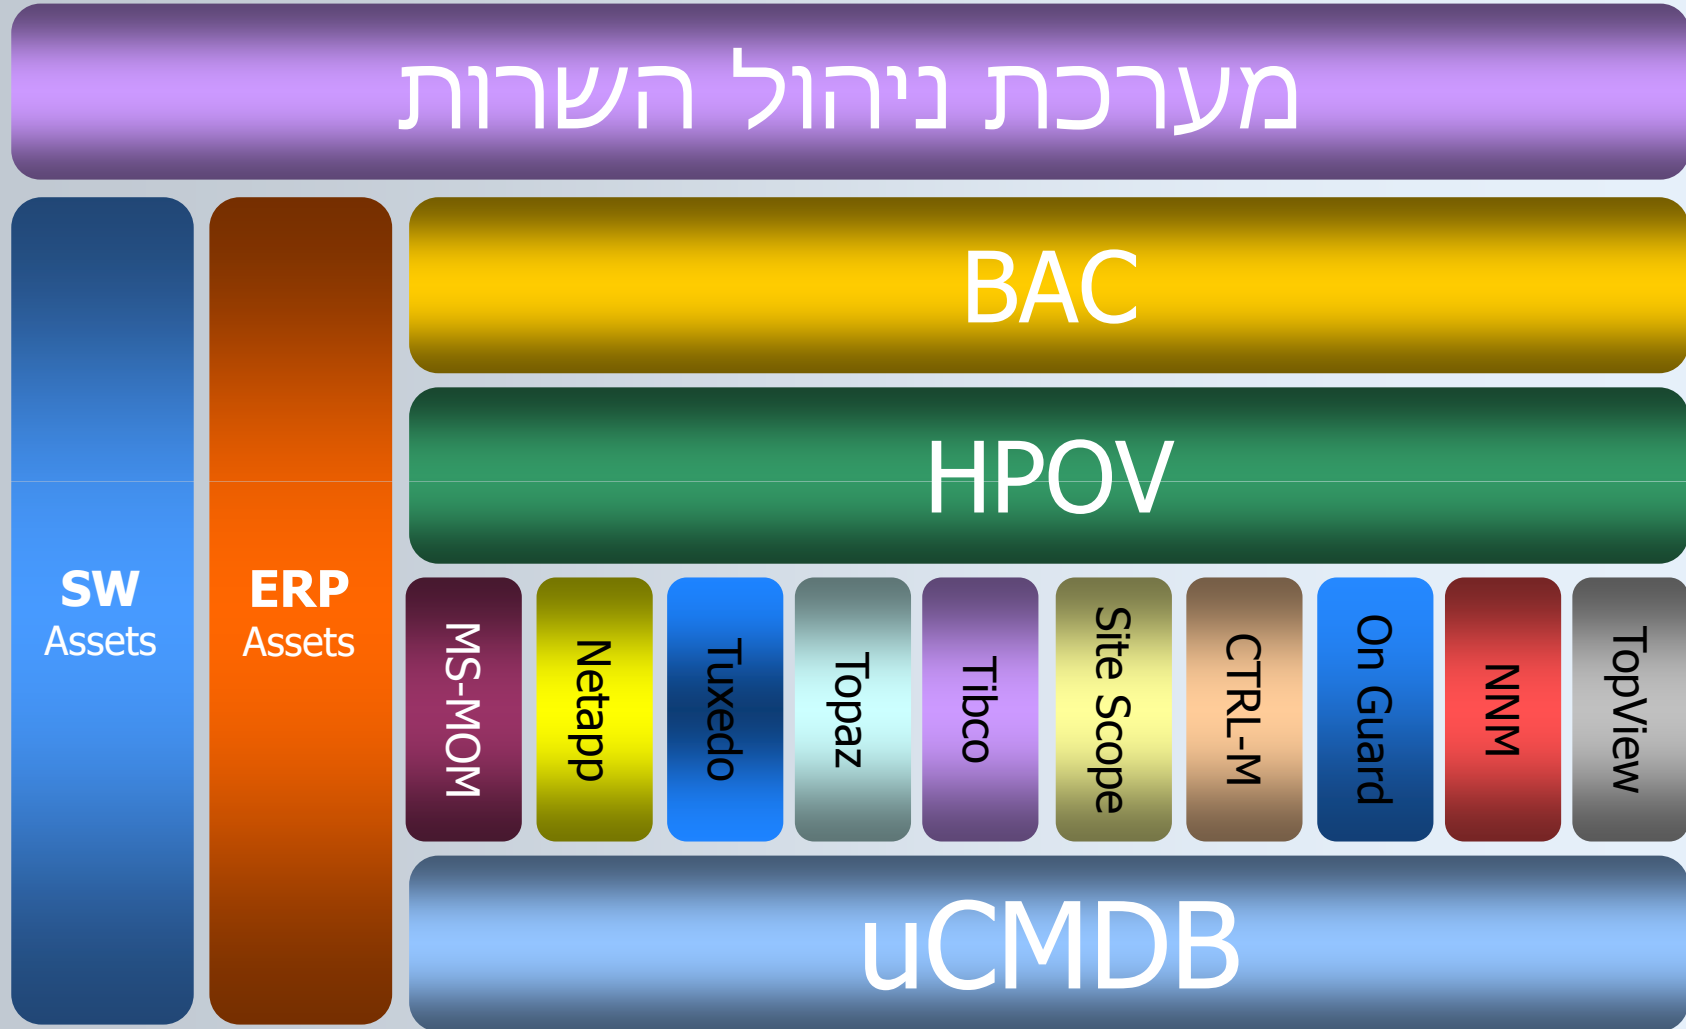 מערכת ניהול השרות
BAC
HPOV
SW
Assets
ERP
Assets
MS-MOM
Netapp
Tuxedo
Topaz
Tibco
Site Scope
CTRL-M
On Guard
NNM
TopView
uCMDB